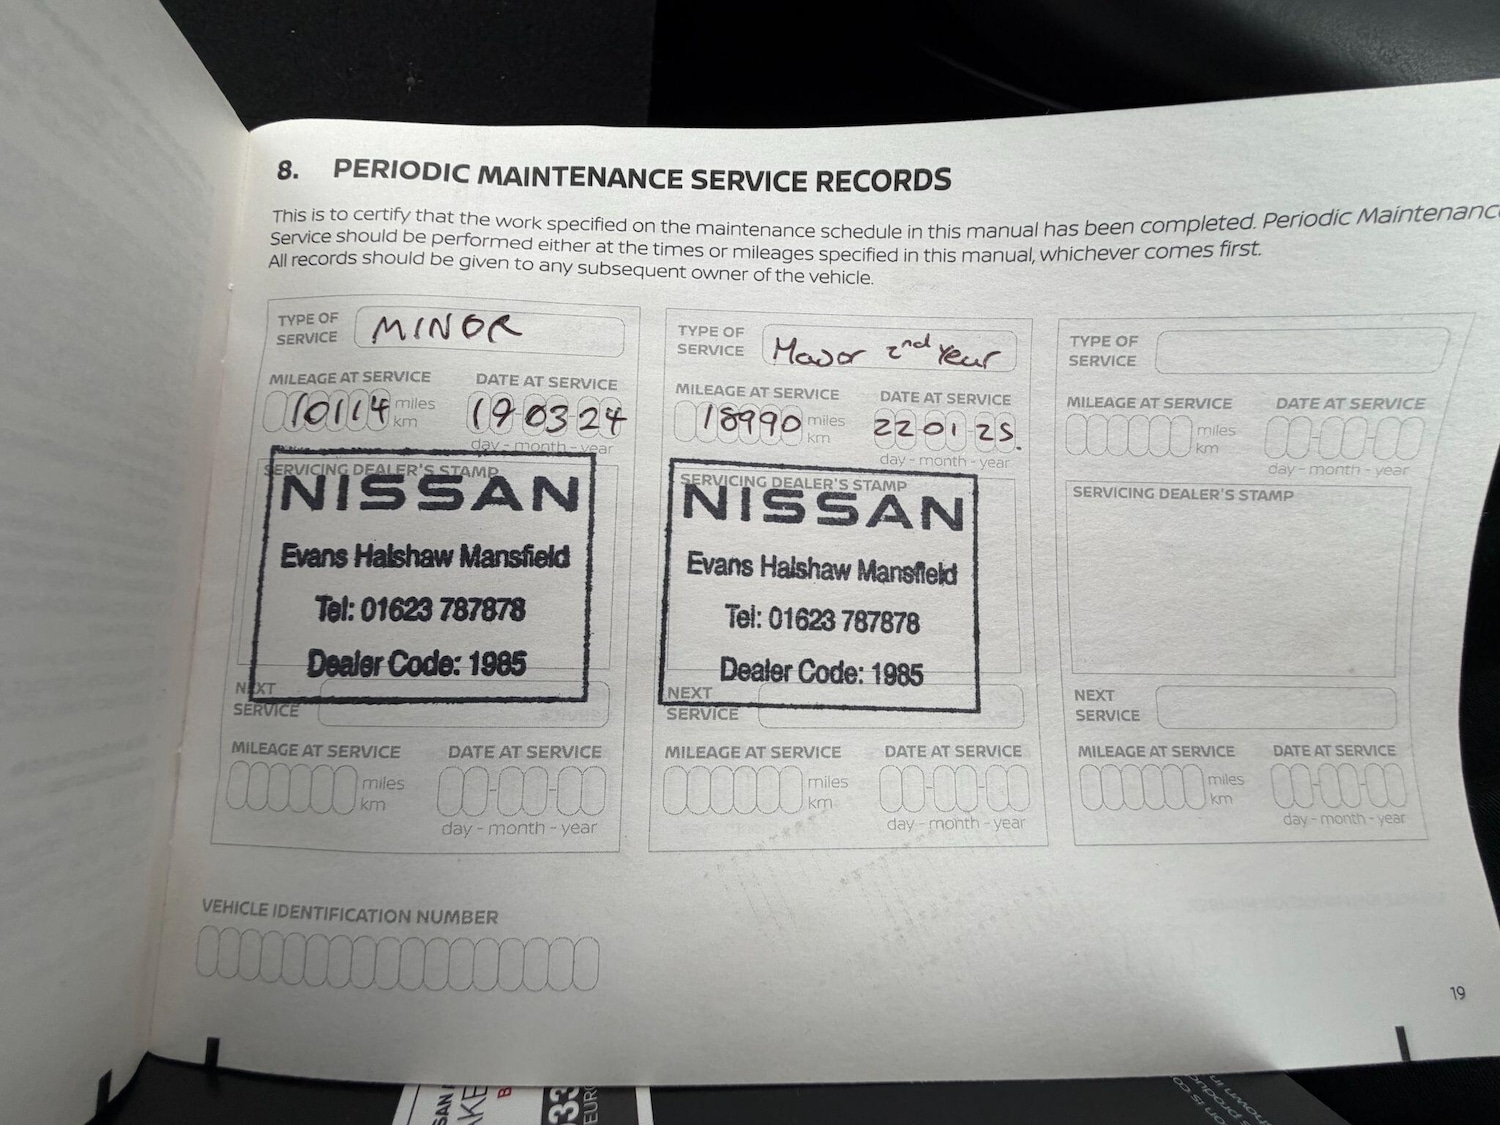 8. PERIODIC MAINTENANCE SERVICE RECORDS
This is to certify that the work specified on the maintenance schedule in this manual has been completed. Periodic Maintenanc
Service should be performed either at the times or mileages specified in this manual, whichever comes first.
All records should be given to any subsequent owner of the vehicle.
TYPE OF SERVICE MINOR
MILEAGE AT SERVICE DATE AT SERVICE
10114 miles km 19 03 24
day - month - year
SERVICING DEALER'S STAMP
NISSAN
Evans Halshaw Mansfield
Tel: 01623 787878
Dealer Code: 1985
NEXT SERVICE
MILEAGE AT SERVICE DATE AT SERVICE
miles km
day - month - year
TYPE OF SERVICE Major 2nd Year
MILEAGE AT SERVICE DATE AT SERVICE
18990 miles km 22 01 25.
day - month - year
SERVICING DEALER'S STAMP
NISSAN
Evans Halshaw Mansfield
Tel: 01623 787878
Dealer Code: 1985
NEXT SERVICE
MILEAGE AT SERVICE DATE AT SERVICE
miles km
day - month - year
TYPE OF SERVICE
MILEAGE AT SERVICE DATE AT SERVICE
miles km
day - month - year
SERVICING DEALER'S STAMP
NEXT SERVICE
MILEAGE AT SERVICE DATE AT SERVICE
miles km
day - month - year
VEHICLE IDENTIFICATION NUMBER
19